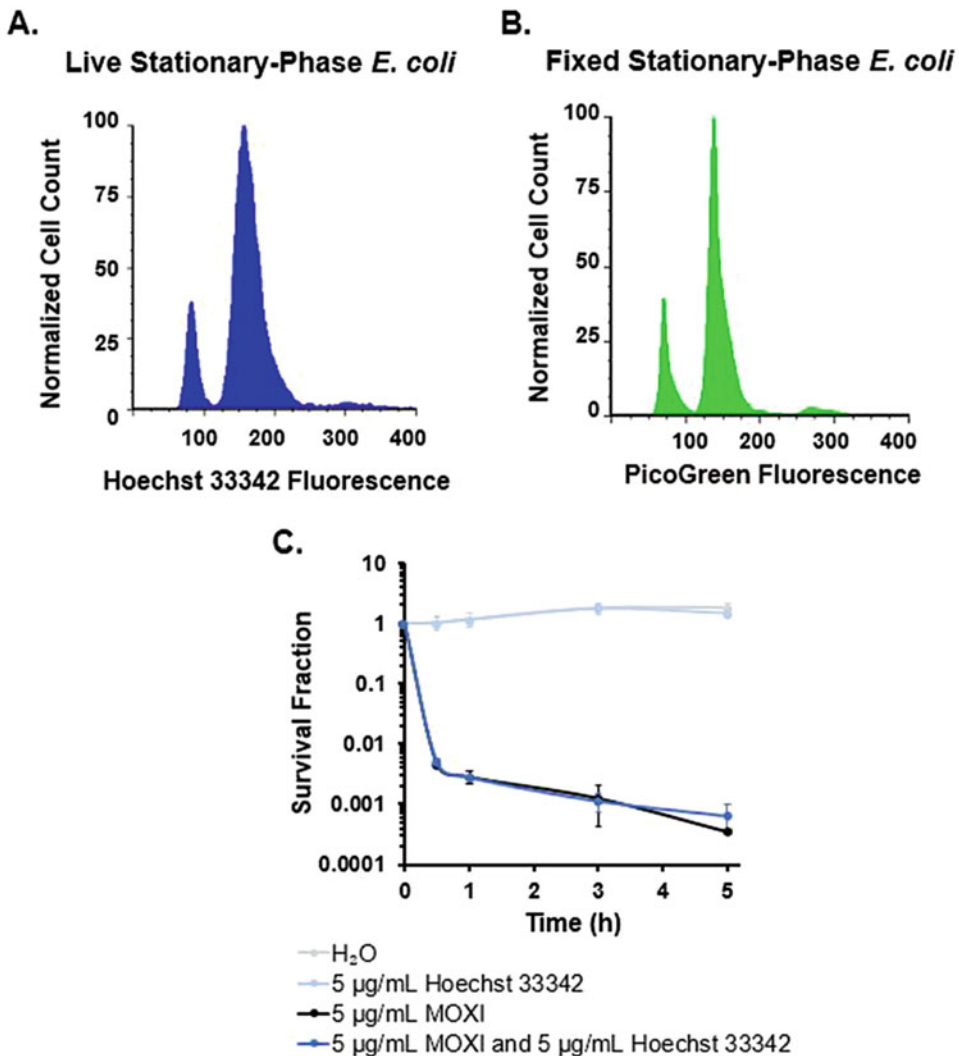 A.
Live Stationary-Phase E. coli
Normalized Cell Count
100
75
50
25
0
100 200 300 400
Hoechst 33342 Fluorescence
B.
Fixed Stationary-Phase E. coli
Normalized Cell Count
100
75
50
25
0
100 200 300 400
PicoGreen Fluorescence
C.
Survival Fraction
10
1
0.1
0.01
0.001
0.0001
0 1 2 3 4 5
Time (h)
H₂O
5 µg/mL Hoechst 33342
5 µg/mL MOXI
5 µg/mL MOXI and 5 µg/mL Hoechst 33342